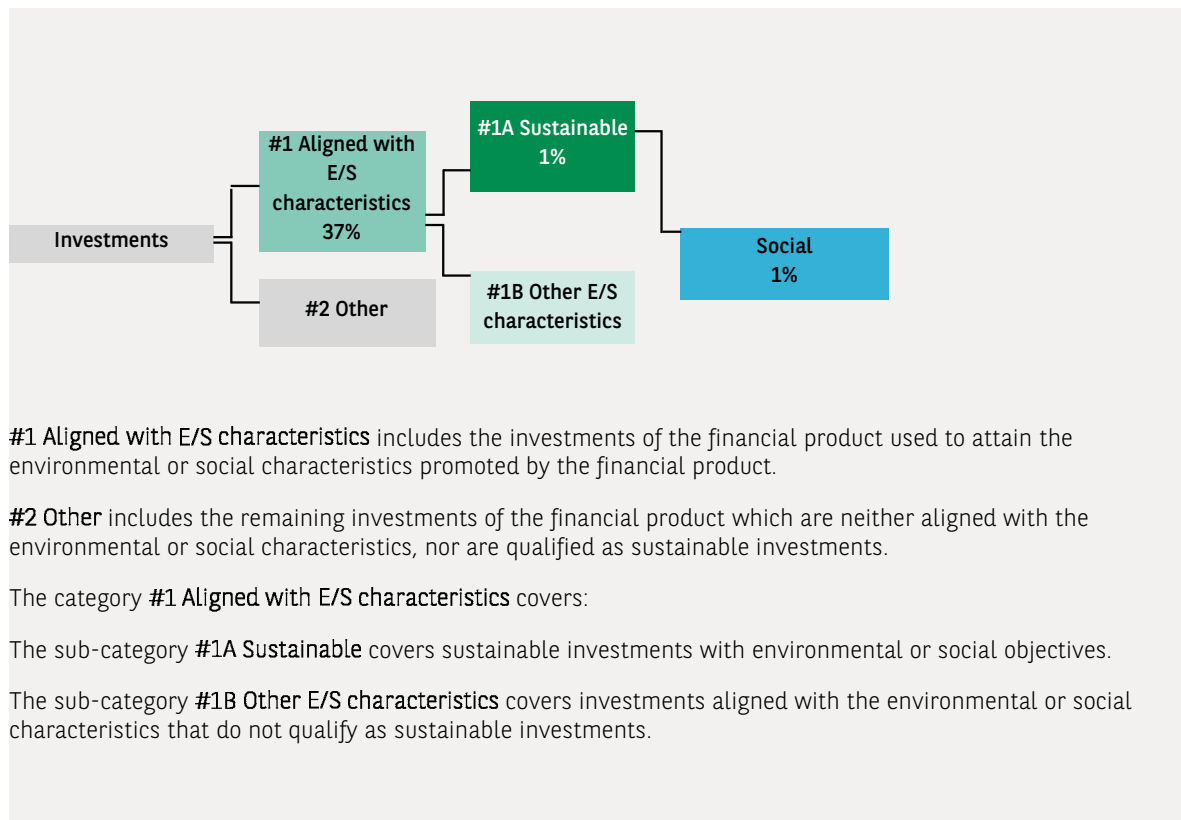 #1A Sustainable
1%
#1 Aligned with
E/S
characteristics
37%
Investments
Social
1%
#2 Other
#1B Other E/S
characteristics
#1 Aligned with E/S characteristics includes the investments of the financial product used to attain the
environmental or social characteristics promoted by the financial product.
#2 Other includes the remaining investments of the financial product which are neither aligned with the
environmental or social characteristics, nor are qualified as sustainable investments.
The category #1 Aligned with E/S characteristics covers:
The sub-category #1A Sustainable covers sustainable investments with environmental or social objectives.
The sub-category #1B Other E/S characteristics covers investments aligned with the environmental or social
characteristics that do not qualify as sustainable investments.